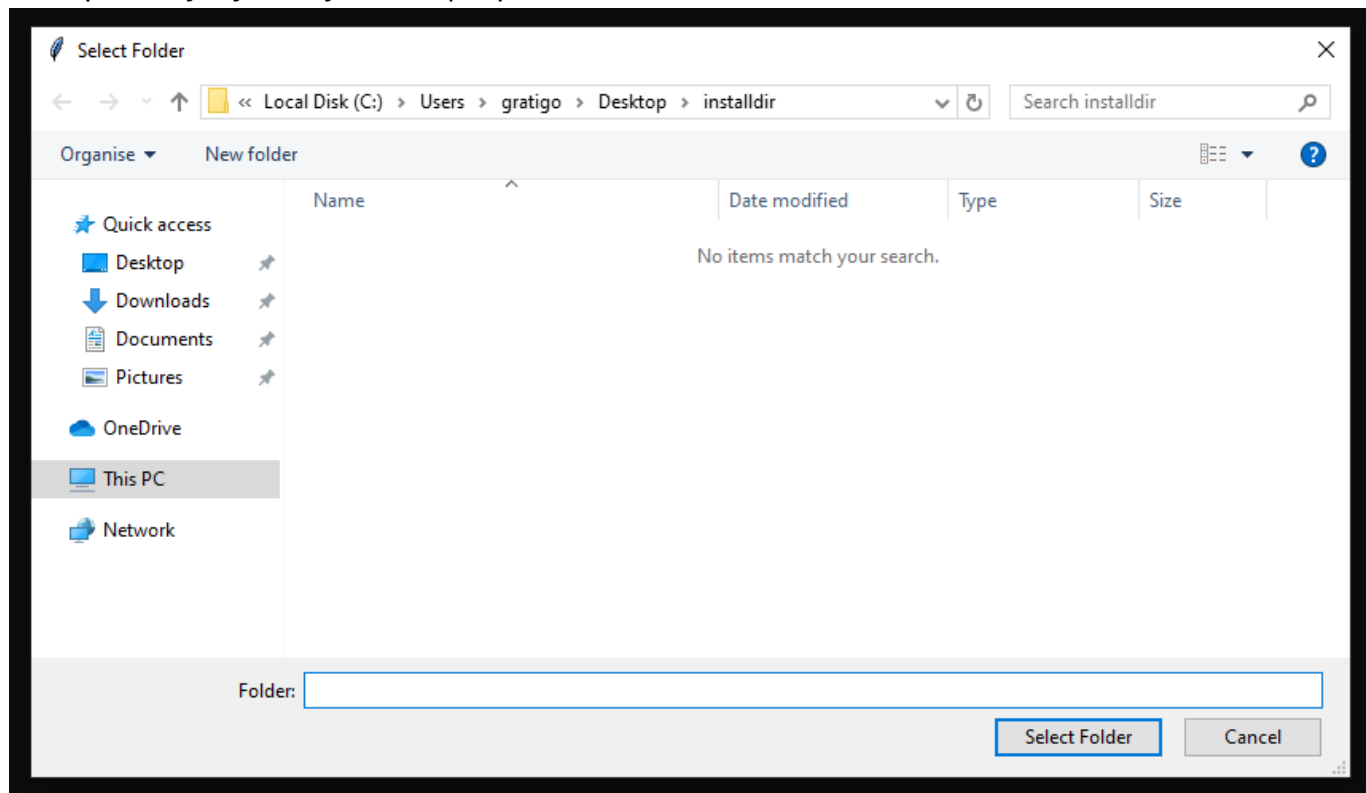 Select Folder
« Local Disk (C:) › Users › gratigo › Desktop › installdir
Search installdir
Organise
New folder
Name
Date modified
Type
Size
No items match your search.
Quick access
Desktop
Downloads
Documents
Pictures
OneDrive
This PC
Network
Folder:
Select Folder
Cancel